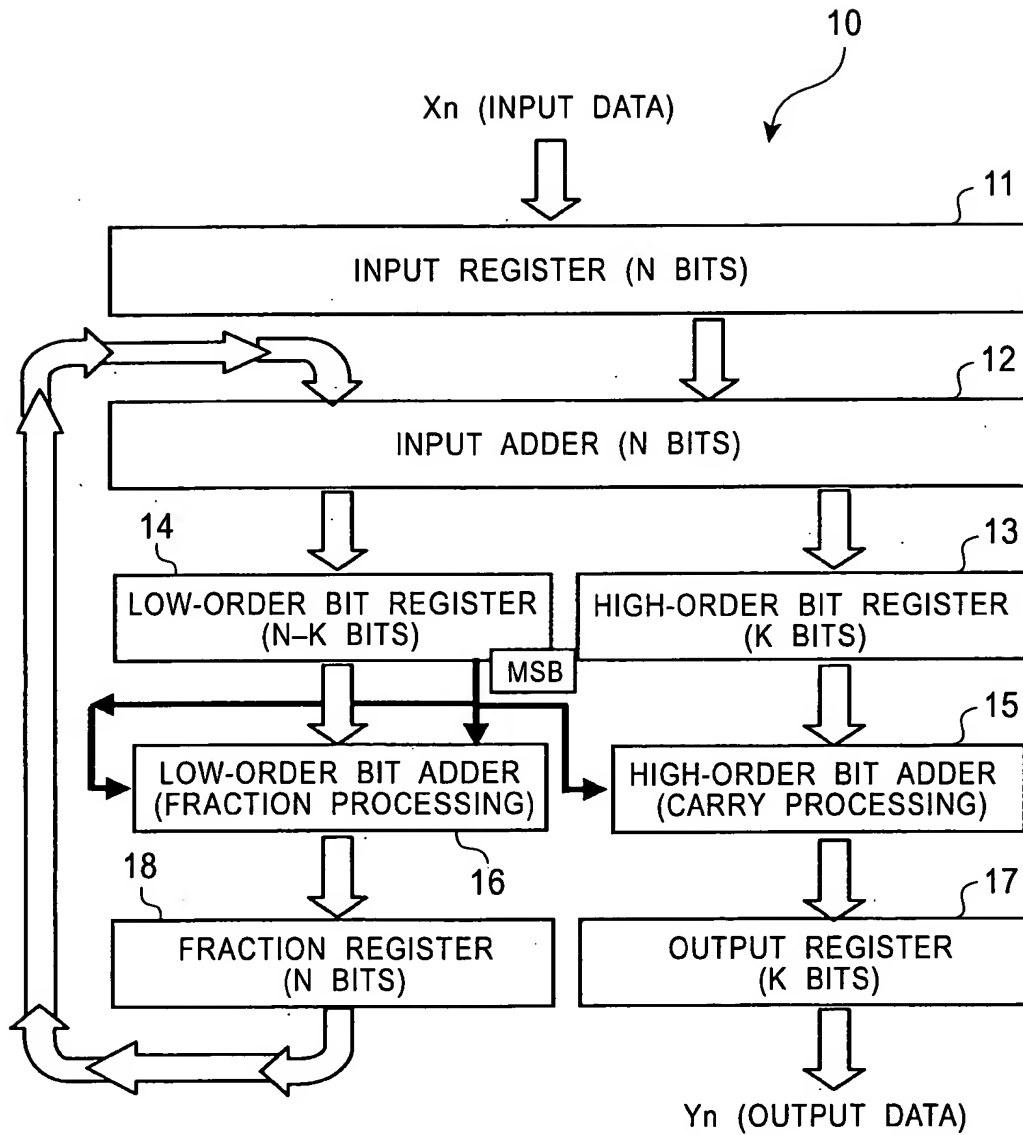 10
Xn (INPUT DATA)
11
INPUT REGISTER (N BITS)
12
INPUT ADDER (N BITS)
14
13
LOW-ORDER BIT REGISTER
(N–K BITS)
HIGH-ORDER BIT REGISTER
(K BITS)
MSB
15
LOW-ORDER BIT ADDER
(FRACTION PROCESSING)
HIGH-ORDER BIT ADDER
(CARRY PROCESSING)
16
18
17
FRACTION REGISTER
(N BITS)
OUTPUT REGISTER
(K BITS)
Yn (OUTPUT DATA)